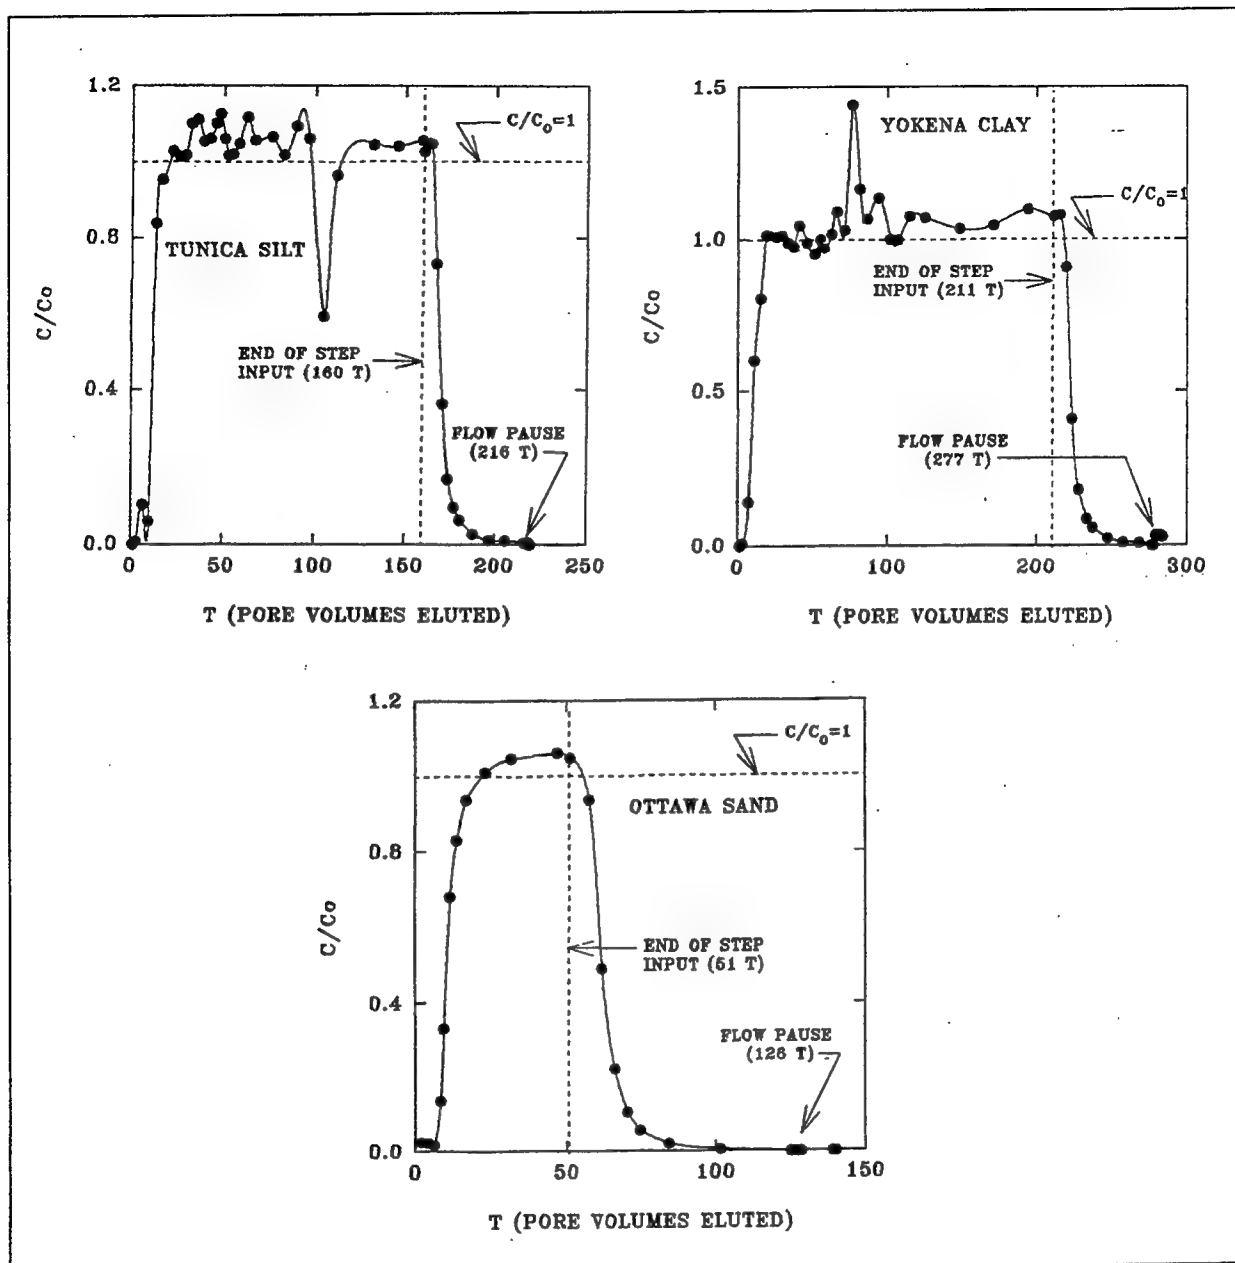 1.2
0.8
0.4
0.0
C/Co
C/C₀=1
TUNICA SILT
END OF STEP
INPUT (160 T)
FLOW PAUSE
(216 T)
0 50 100 150 200 250
T (PORE VOLUMES ELUTED)
1.5
1.0
0.5
0.0
C/Co
YOKENA CLAY
C/C₀=1
END OF STEP
INPUT (211 T)
FLOW PAUSE
(277 T)
0 100 200 300
T (PORE VOLUMES ELUTED)
1.2
0.8
0.4
0.0
C/Co
C/C₀=1
OTTAWA SAND
END OF STEP
INPUT (51 T)
FLOW PAUSE
(126 T)
0 50 100 150
T (PORE VOLUMES ELUTED)